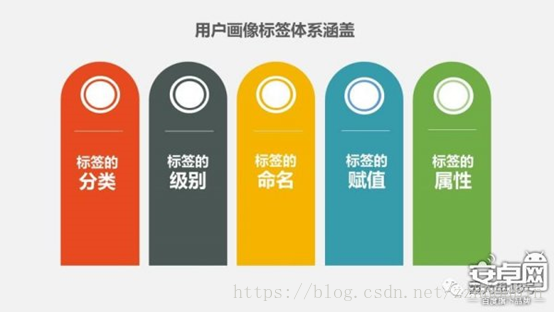 用户画像标签体系涵盖
标签的
分类
标签的
级别
标签的
命名
标签的
赋值
标签的
属性
安卓网
https://blog.csdn.net/